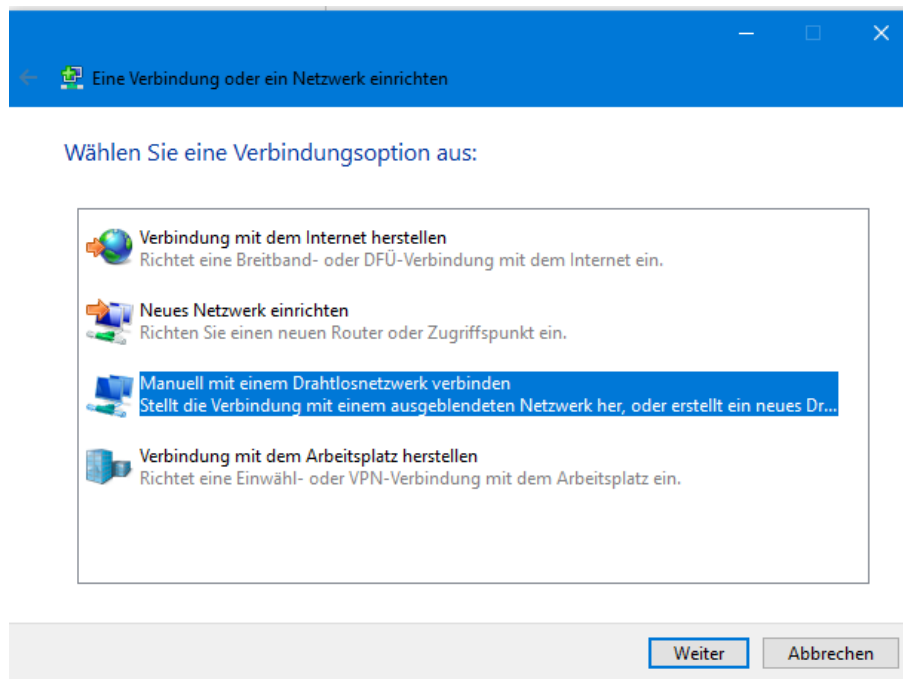 Eine Verbindung oder ein Netzwerk einrichten
Wählen Sie eine Verbindungsoption aus:
Verbindung mit dem Internet herstellen
Richtet eine Breitband- oder DFÜ-Verbindung mit dem Internet ein.
Neues Netzwerk einrichten
Richten Sie einen neuen Router oder Zugriffspunkt ein.
Manuell mit einem Drahtlosnetzwerk verbinden
Stellt die Verbindung mit einem ausgeblendeten Netzwerk her, oder erstellt ein neues Dr...
Verbindung mit dem Arbeitsplatz herstellen
Richtet eine Einwähl- oder VPN-Verbindung mit dem Arbeitsplatz ein.
Weiter
Abbrechen